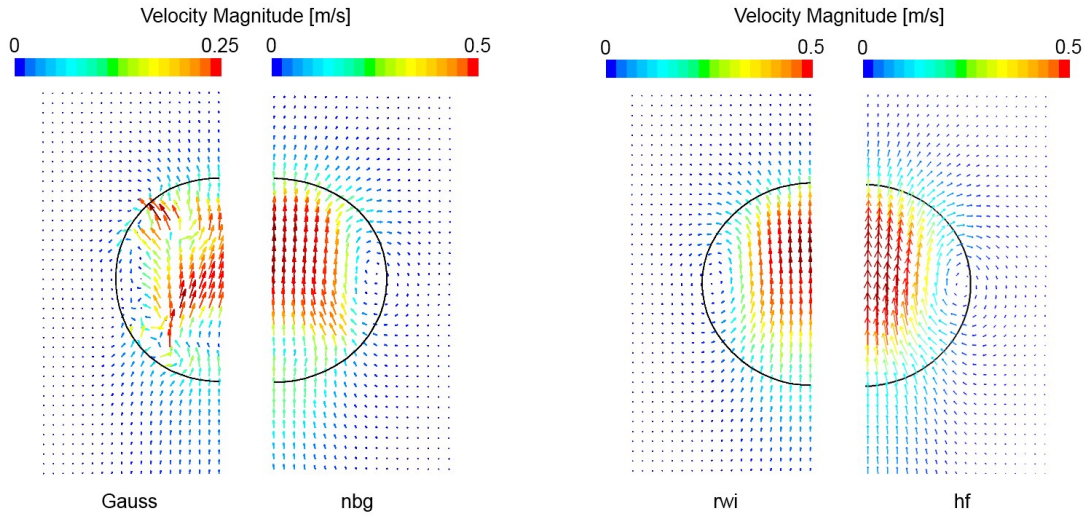 Velocity Magnitude [m/s]
0 0.25 0 0.5
Velocity Magnitude [m/s]
0 0.5 0 0.5
Gauss
nbg
rwi
hf